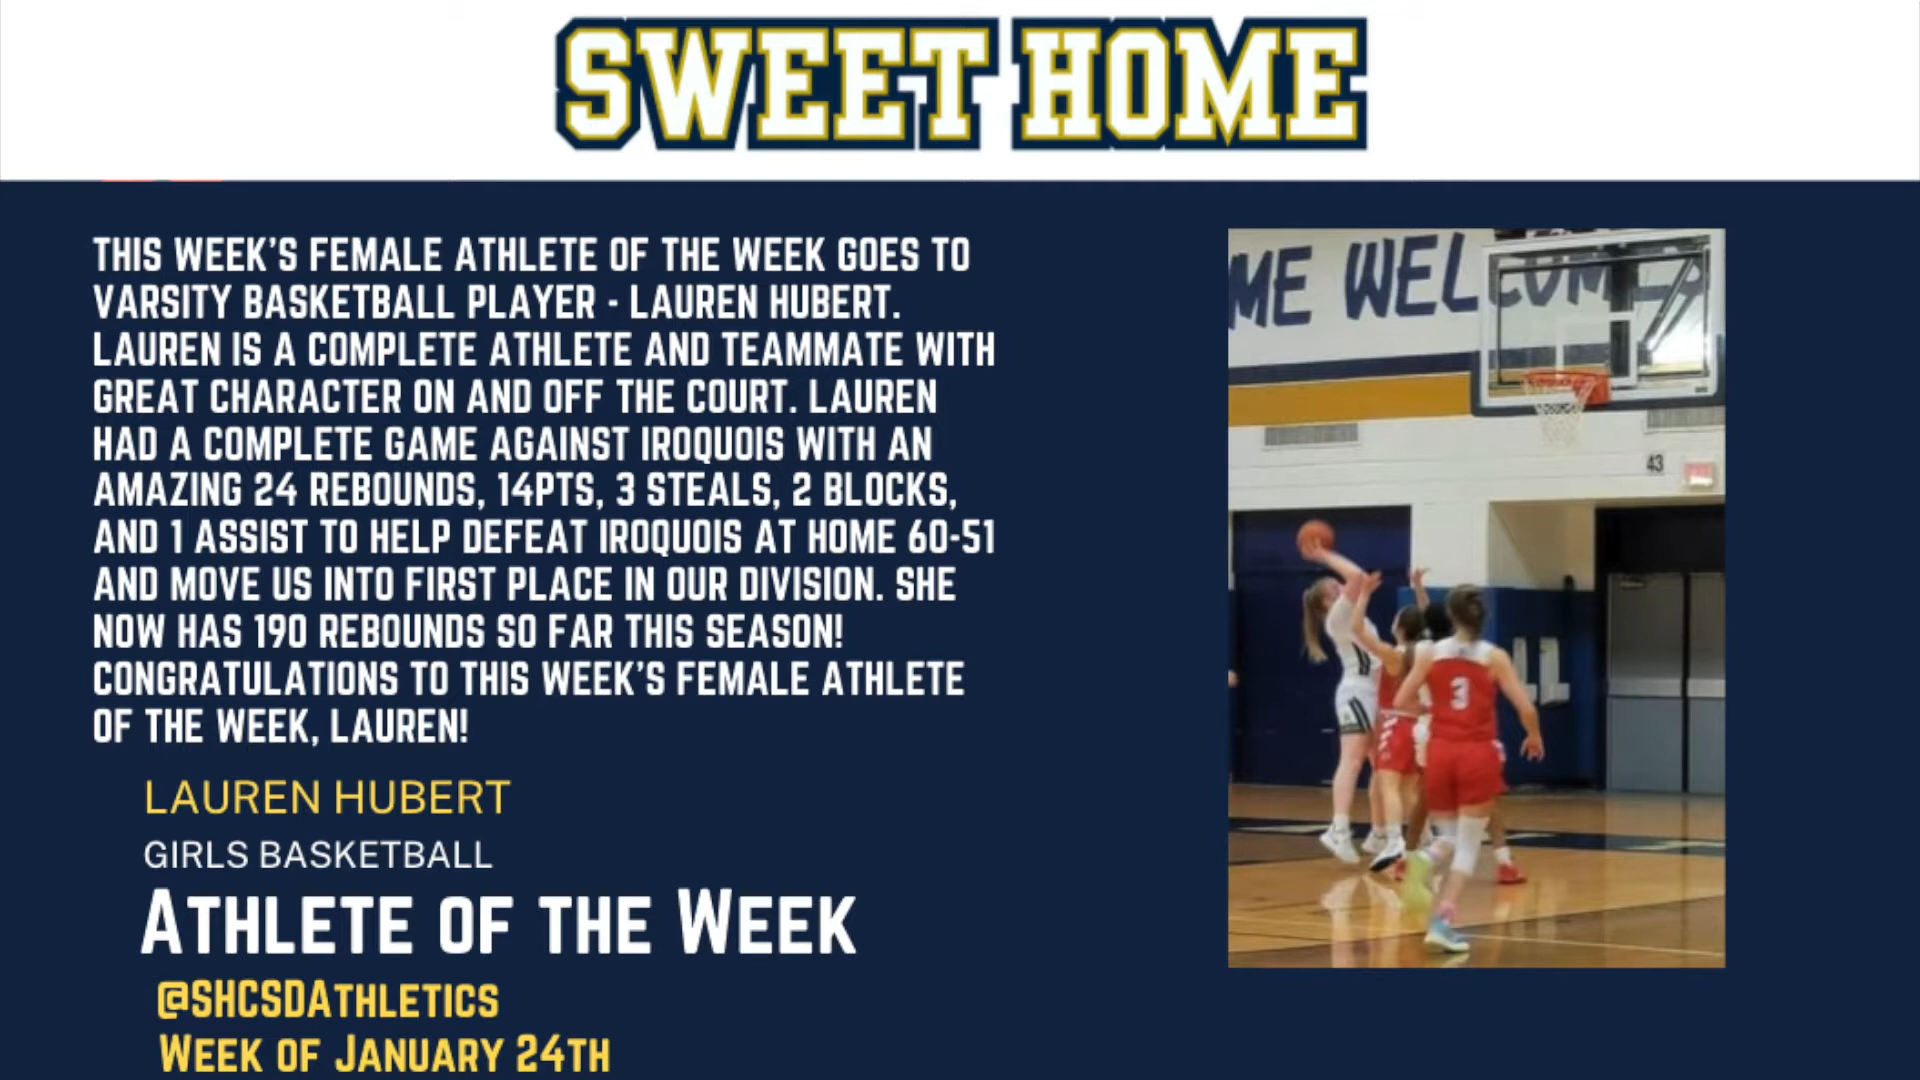 SWEET HOME
THIS WEEK'S FEMALE ATHLETE OF THE WEEK GOES TO
VARSITY BASKETBALL PLAYER - LAUREN HUBERT.
LAUREN IS A COMPLETE ATHLETE AND TEAMMATE WITH
GREAT CHARACTER ON AND OFF THE COURT. LAUREN
HAD A COMPLETE GAME AGAINST IROQUOIS WITH AN
AMAZING 24 REBOUNDS, 14PTS, 3 STEALS, 2 BLOCKS,
AND 1 ASSIST TO HELP DEFEAT IROQUOIS AT HOME 60-51
AND MOVE US INTO FIRST PLACE IN OUR DIVISION. SHE
NOW HAS 190 REBOUNDS SO FAR THIS SEASON!
CONGRATULATIONS TO THIS WEEK'S FEMALE ATHLETE
OF THE WEEK, LAUREN!
LAUREN HUBERT
GIRLS BASKETBALL
ATHLETE OF THE WEEK
@SHCSDATHLETICS
WEEK OF JANUARY 24TH
ME WELCOM
43
3
LL